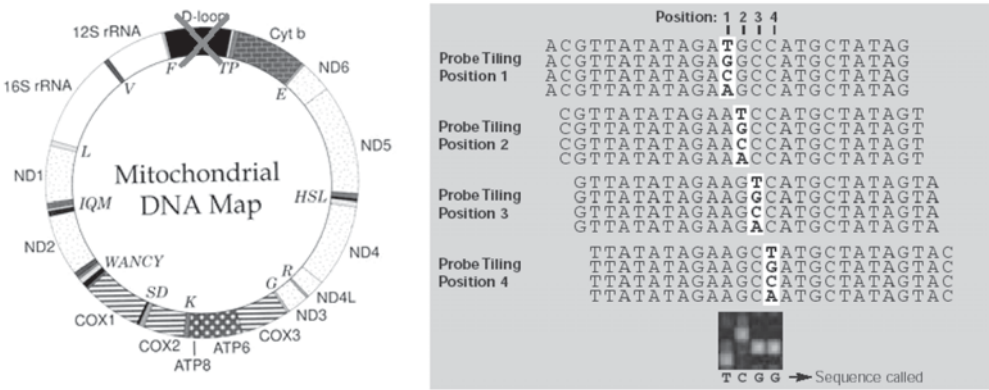 D-loop
12S rRNA
Cyt b
F
TP
ND6
16S rRNA
V
E
L
ND5
Mitochondrial
DNA Map
ND1
IQM
HSL
ND2
WANCY
ND4
R
G
SD
K
ND4L
ND3
COX1
COX3
COX2
ATP6
ATP8
Position: 1 2 3 4
Probe Tiling
Position 1
ACGTTATATAGATGCCATGCTATAG
ACGTTATATAGAGGCCATGCTATAG
ACGTTATATAGACGCCATGCTATAG
ACGTTATATAGAAGCCATGCTATAG
Probe Tiling
Position 2
CGTTATATAGAATCCATGCTATAGT
CGTTATATAGAAGCCATGCTATAGT
CGTTATATAGAACCCATGCTATAGT
CGTTATATAGAAACCATGCTATAGT
Probe Tiling
Position 3
GTTATATAGAAGTCATGCTATAGTA
GTTATATAGAAGGCATGCTATAGTA
GTTATATAGAAGCCATGCTATAGTA
GTTATATAGAAGACATGCTATAGTA
Probe Tiling
Position 4
TTATATAGAAGCTATGCTATAGTAC
TTATATAGAAGCGATGCTATAGTAC
TTATATAGAAGCCATGCTATAGTAC
TTATATAGAAGCAATGCTATAGTAC
T C G G → Sequence called